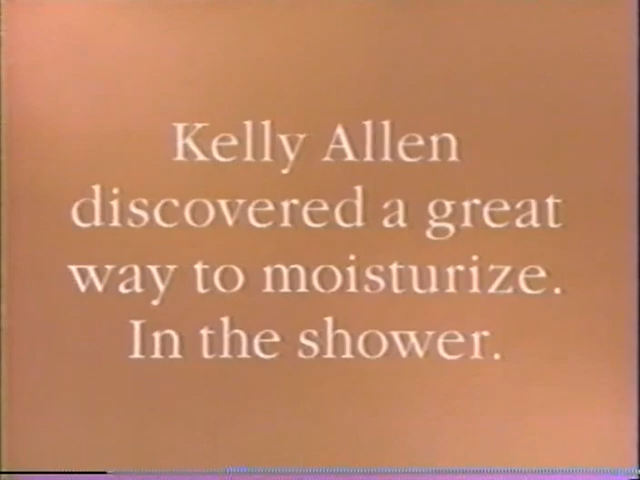 Kelly Allen
discovered a great
way to moisturize.
In the shower.